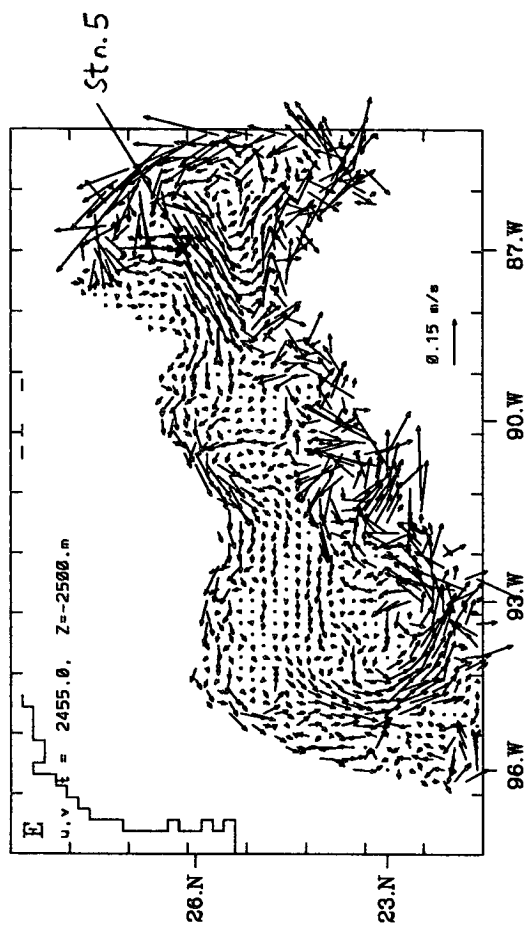 Stn.5
E
u,v t = 2455.0, Z=-2500.m
26.N
23.N
96.W
93.W
90.W
87.W
0.15 m/s